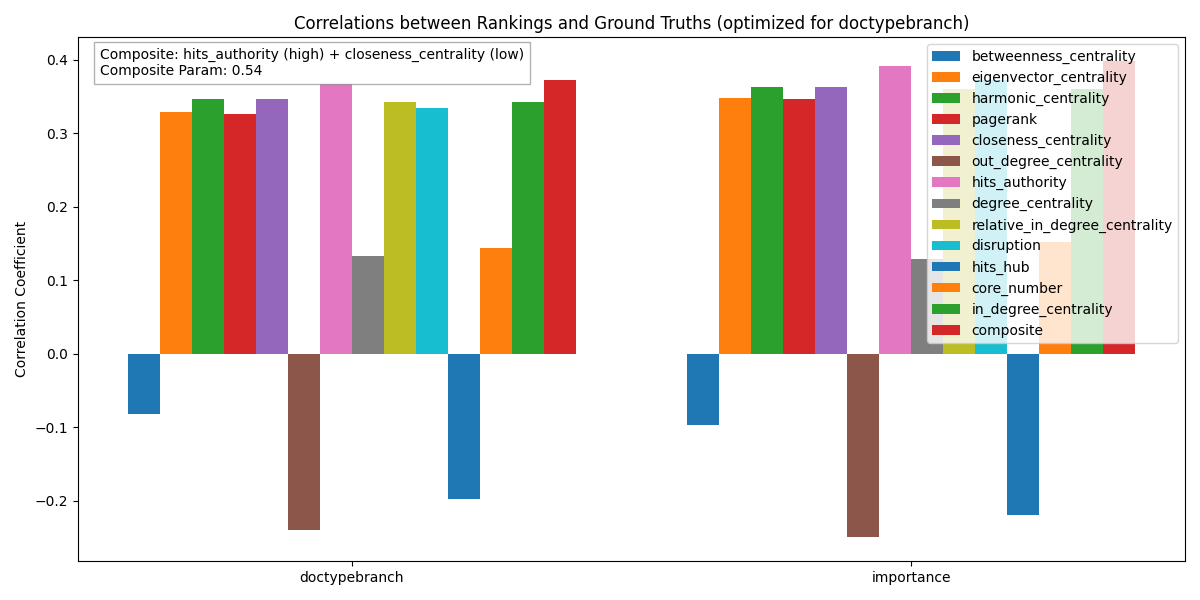 Correlations between Rankings and Ground Truths (optimized for doctypebranch)
Composite: hits_authority (high) + closeness_centrality (low)
Composite Param: 0.54
betweenness_centrality
eigenvector_centrality
harmonic_centrality
pagerank
closeness_centrality
out_degree_centrality
hits_authority
degree_centrality
relative_in_degree_centrality
disruption
hits_hub
core_number
in_degree_centrality
composite
Correlation Coefficient
0.4
0.3
0.2
0.1
0.0
−0.1
−0.2
doctypebranch
importance